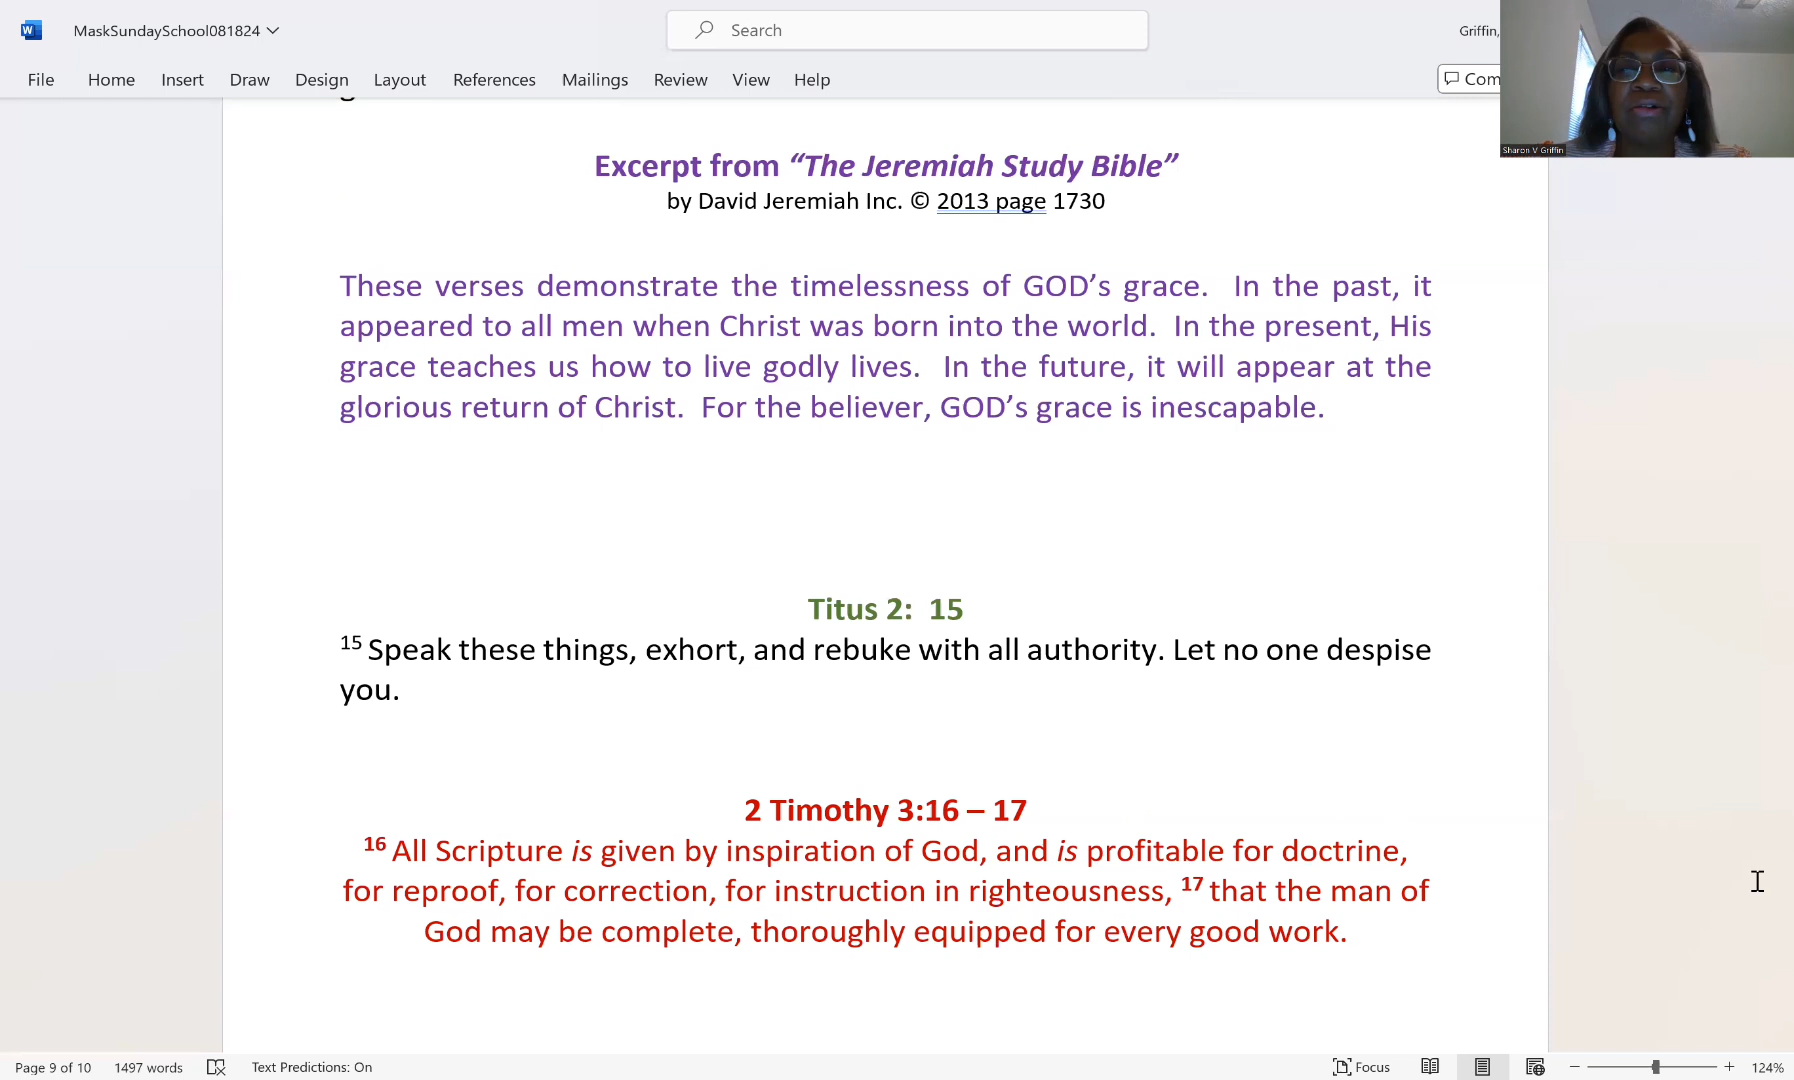 W MaskSundaySchool081824 Search Griffin,
File Home Insert Draw Design Layout References Mailings Review View Help Com
Sharon V Griffin
Excerpt from “The Jeremiah Study Bible”
by David Jeremiah Inc. © 2013 page 1730
These verses demonstrate the timelessness of GOD’s grace. In the past, it
appeared to all men when Christ was born into the world. In the present, His
grace teaches us how to live godly lives. In the future, it will appear at the
glorious return of Christ. For the believer, GOD’s grace is inescapable.
Titus 2: 15
15 Speak these things, exhort, and rebuke with all authority. Let no one despise
you.
2 Timothy 3:16 – 17
16 All Scripture is given by inspiration of God, and is profitable for doctrine,
for reproof, for correction, for instruction in righteousness, 17 that the man of
God may be complete, thoroughly equipped for every good work.
Page 9 of 10 1497 words Text Predictions: On Focus 124%